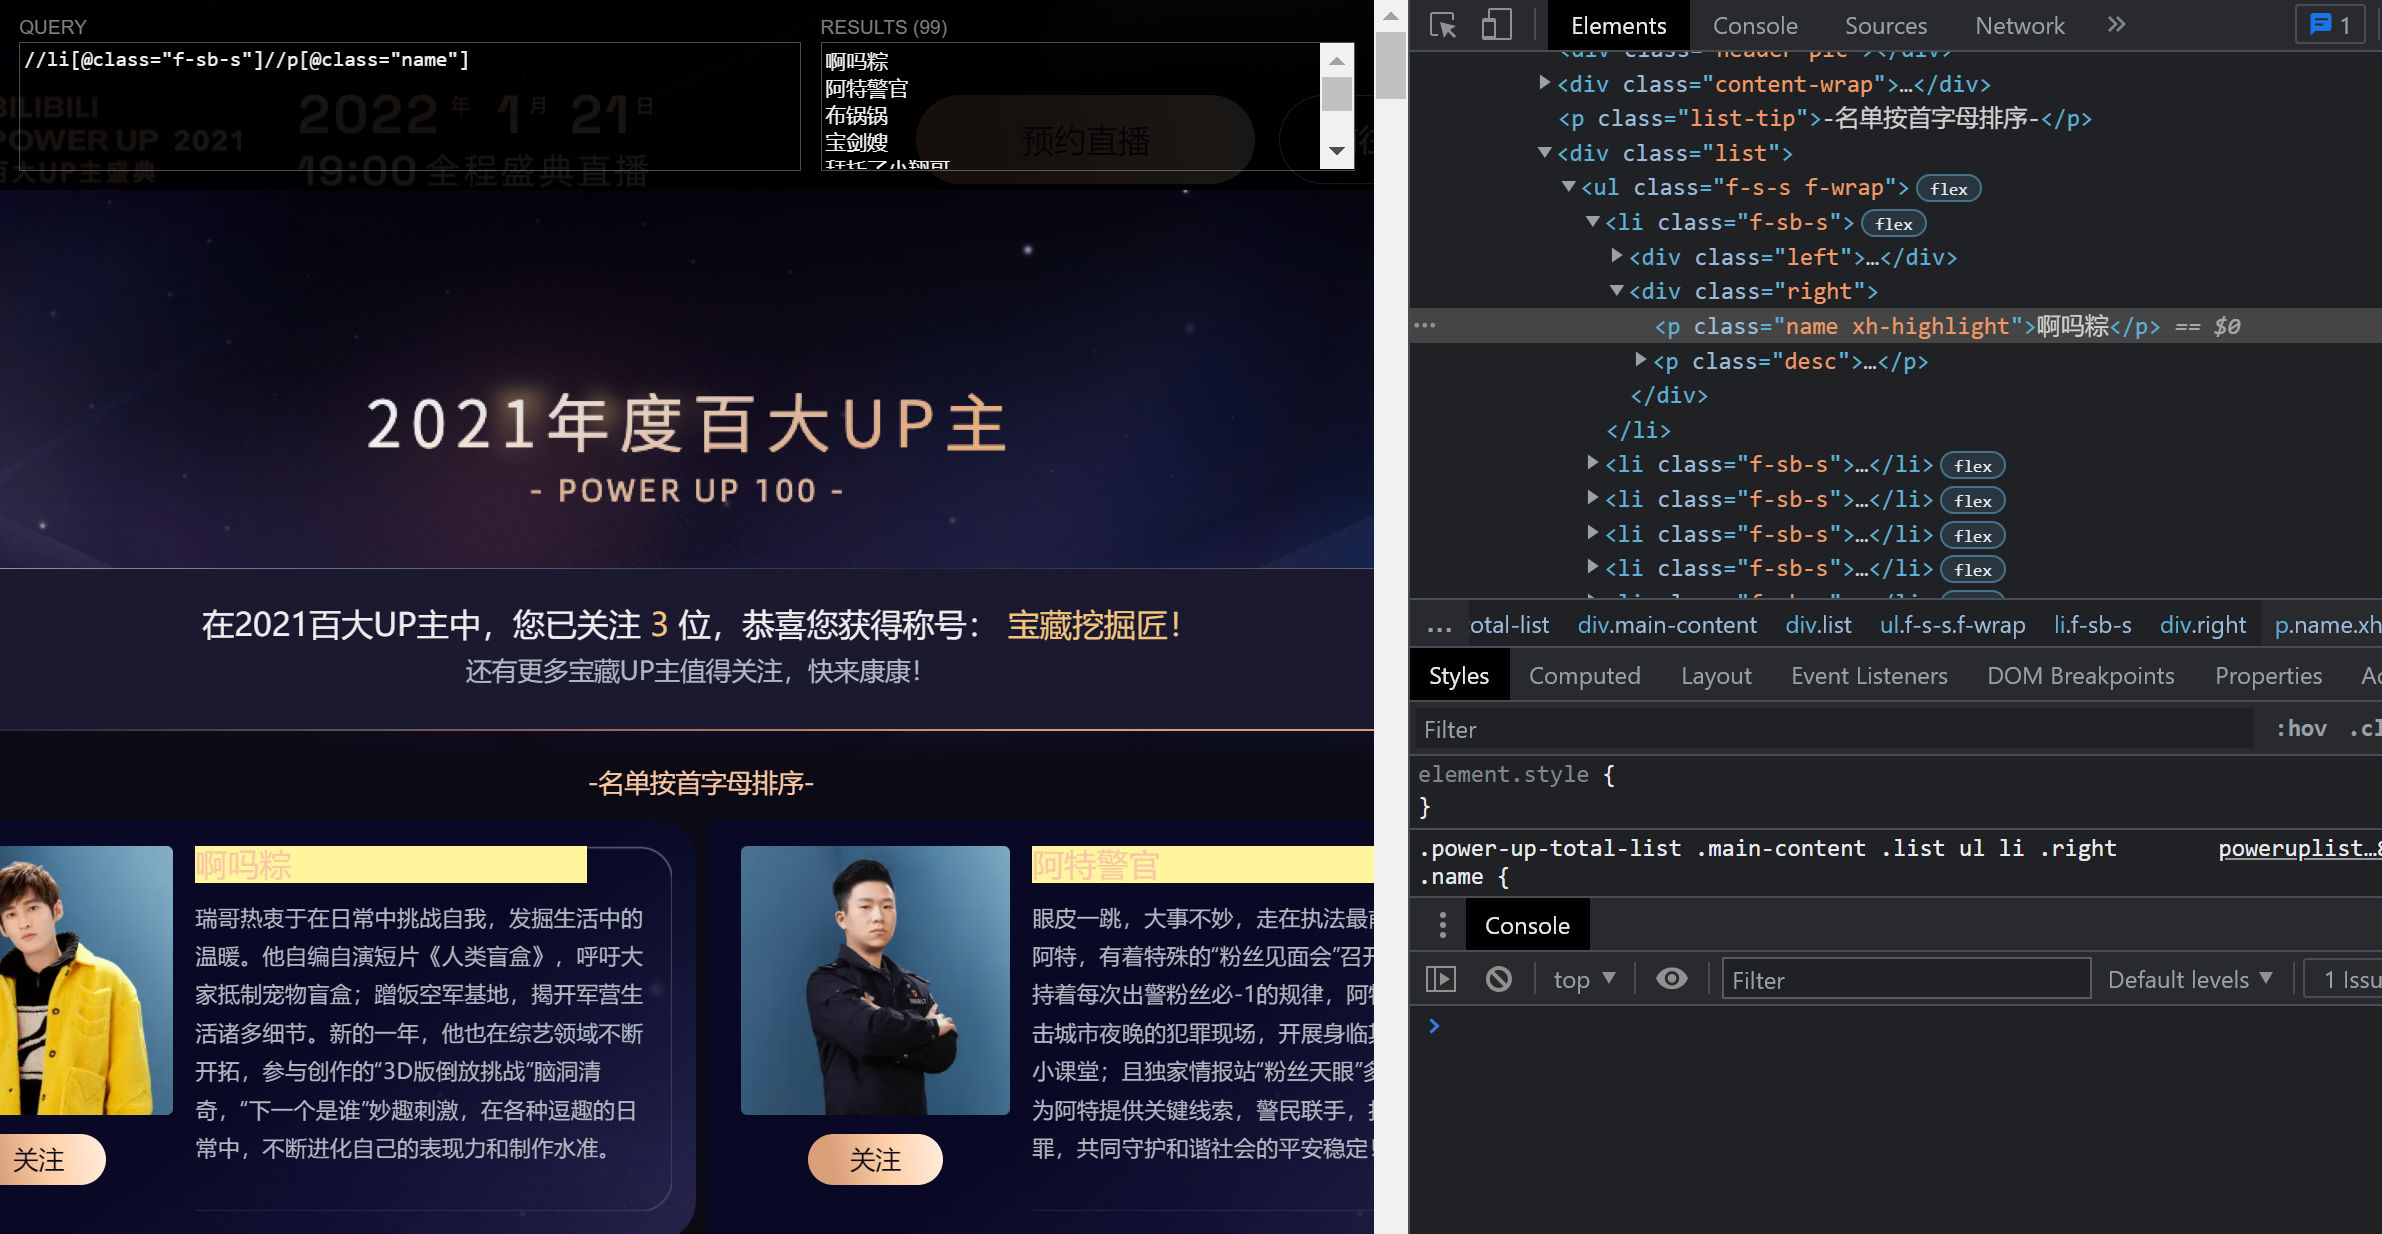 QUERY
//li[@class="f-sb-s"]//p[@class="name"]
RESULTS (99)
啊吗粽
阿特警官
布锅锅
宝剑嫂
拜托了小翔哥
BILIBILI
POWER UP 2021
百大UP主盛典
2022年 1月 21日
19:00 全程盛典直播
预约直播
2021年度百大UP主
- POWER UP 100 -
在2021百大UP主中，您已关注 3 位，恭喜您获得称号： 宝藏挖掘匠！
还有更多宝藏UP主值得关注，快来康康！
-名单按首字母排序-
啊吗粽
瑞哥热衷于在日常中挑战自我，发掘生活中的
温暖。他自编自演短片《人类盲盒》，呼吁大
家抵制宠物盲盒；蹭饭空军基地，揭开军营生
活诸多细节。新的一年，他也在综艺领域不断
开拓，参与创作的“3D版倒放挑战”脑洞清
奇，“下一个是谁”妙趣刺激，在各种逗趣的日
常中，不断进化自己的表现力和制作水准。
关注
阿特警官
眼皮一跳，大事不妙，走在执法最前
阿特，有着特殊的“粉丝见面会”召开
持着每次出警粉丝必-1的规律，阿特
击城市夜晚的犯罪现场，开展身临其
小课堂；且独家情报站“粉丝天眼”多
为阿特提供关键线索，警民联手，打
罪，共同守护和谐社会的平安稳定！
关注
Elements Console Sources Network » 1
<div class="header-pic"></div>
<div class="content-wrap">…</div>
<p class="list-tip">-名单按首字母排序-</p>
<div class="list">
<ul class="f-s-s f-wrap"> flex
<li class="f-sb-s"> flex
<div class="left">…</div>
<div class="right">
<p class="name xh-highlight">啊吗粽</p> == $0
<p class="desc">…</p>
</div>
</li>
<li class="f-sb-s">…</li> flex
<li class="f-sb-s">…</li> flex
<li class="f-sb-s">…</li> flex
<li class="f-sb-s">…</li> flex
... otal-list div.main-content div.list ul.f-s-s.f-wrap li.f-sb-s div.right p.name.xh
Styles Computed Layout Event Listeners DOM Breakpoints Properties Ac
Filter :hov .cl
element.style {
}
.power-up-total-list .main-content .list ul li .right poweruplist…8
.name {
Console
top Filter Default levels 1 Issu